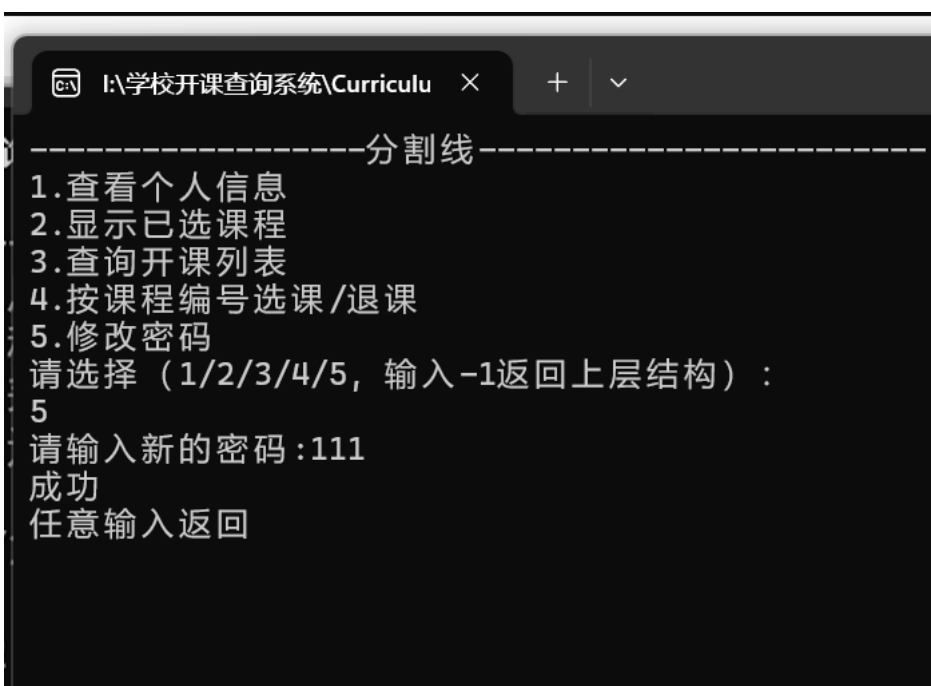 I:\学校开课查询系统\Curriculu
------------------分割线------------------------
1.查看个人信息
2.显示已选课程
3.查询开课列表
4.按课程编号选课/退课
5.修改密码
请选择（1/2/3/4/5, 输入-1返回上层结构）:
5
请输入新的密码:111
成功
任意输入返回